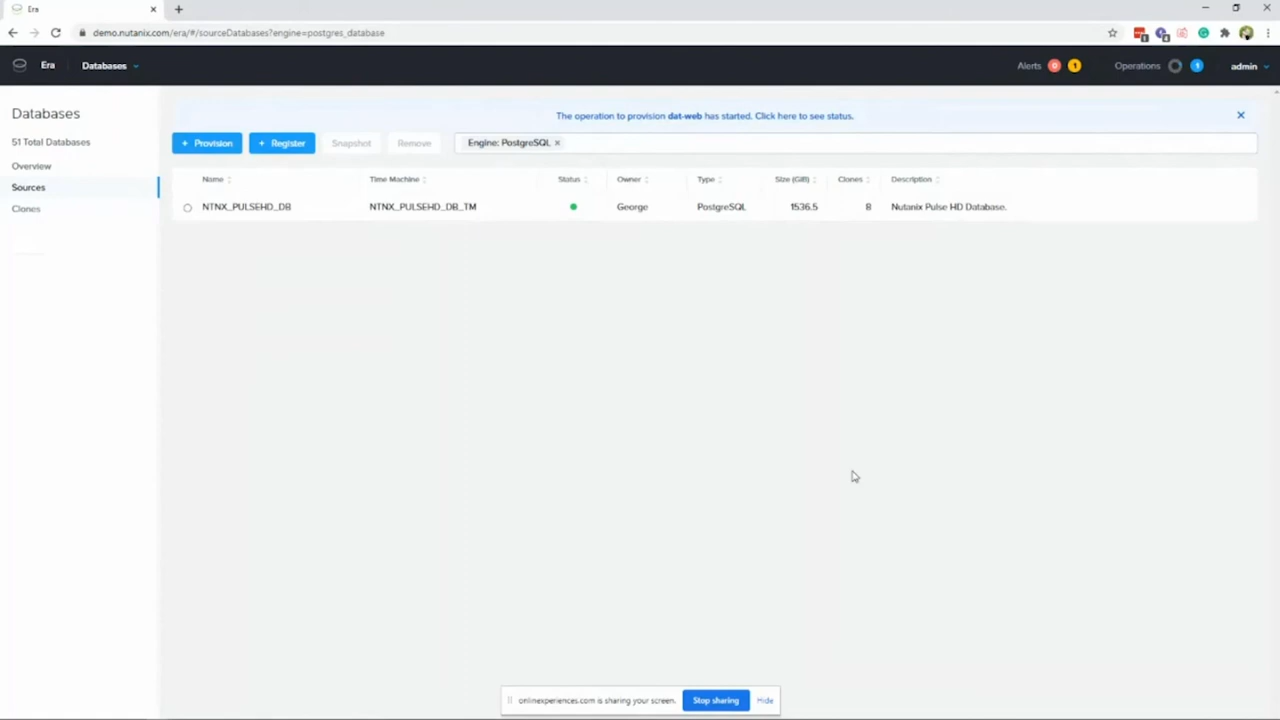 Era
demo.nutanix.com/era/#/sourceDatabases?engine=postgres_database
Era Databases Alerts 0 1 Operations 1 admin
Databases
51 Total Databases
Overview
Sources
Clones
The operation to provision dat-web has started. Click here to see status.
+ Provision + Register Snapshot Remove Engine: PostgreSQL ×
Name Time Machine Status Owner Type Size (GiB) Clones Description
NTNX_PULSEHD_DB NTNX_PULSEHD_DB_TM George PostgreSQL 1536.5 8 Nutanix Pulse HD Database.
onlinexperiences.com is sharing your screen. Stop sharing Hide